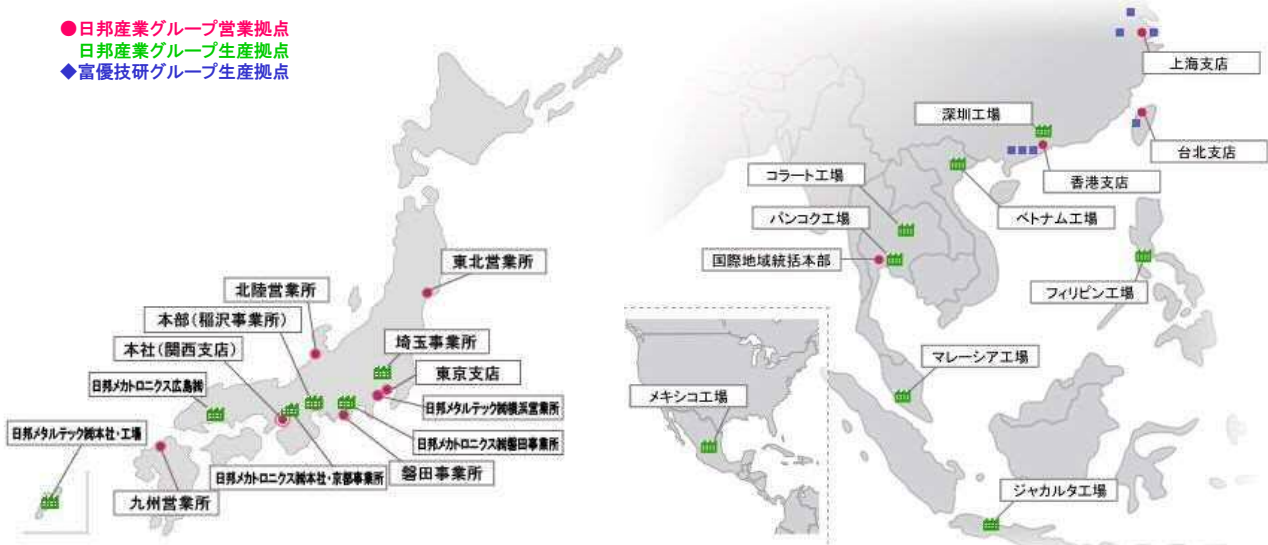 ●日邦産業グループ営業拠点
日邦産業グループ生産拠点
◆富優技研グループ生産拠点
東北営業所
北陸営業所
本部(稲沢事業所)
本社(関西支店)
埼玉事業所
東京支店
日邦メカトロニクス広島㈱
日邦メタルテック㈱横浜営業所
日邦メタルテック㈱本社・工場
日邦メカトロニクス㈱磐田事業所
日邦メカトロニクス㈱本社・京都事業所
磐田事業所
九州営業所
上海支店
深圳工場
台北支店
コラート工場
香港支店
バンコク工場
ベトナム工場
国際地域統括本部
フィリピン工場
マレーシア工場
メキシコ工場
ジャカルタ工場